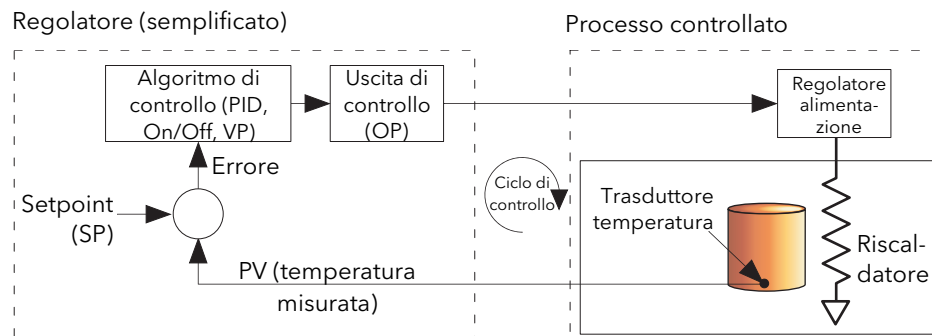 Regolatore (semplificato)
Processo controllato
Algoritmo di
controllo (PID,
On/Off, VP)
Uscita di
controllo
(OP)
Regolatore
alimenta-
zione
Errore
Setpoint
(SP)
Ciclo di
controllo
Trasduttore
temperatura
Riscal-
datore
PV (temperatura
misurata)